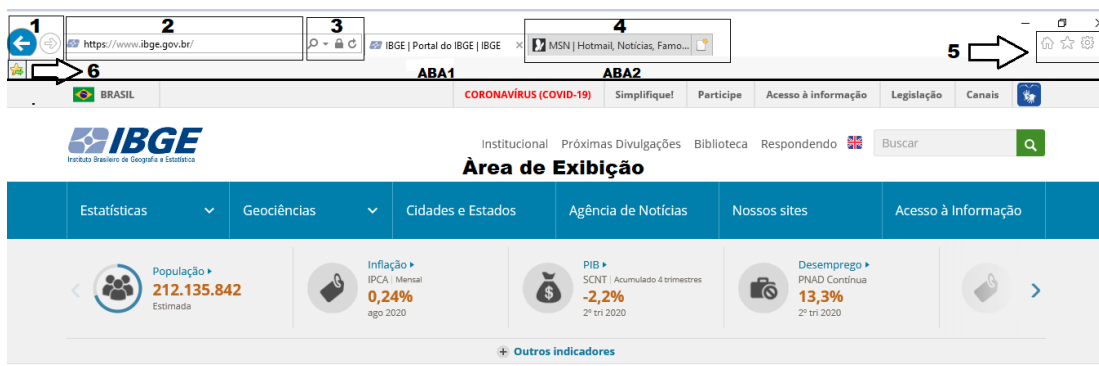 1 2 3 4
https://www.ibge.gov.br/ IBGE | Portal do IBGE | IBGE × MSN | Hotmail, Notícias, Famo...
5
6 ABA1 ABA2
BRASIL CORONAVÍRUS (COVID-19) Simplifique! Participe Acesso à informação Legislação Canais
IBGE Institucional Próximas Divulgações Biblioteca Respondendo Buscar
Instituto Brasileiro de Geografia e Estatística
Àrea de Exibição
Estatísticas Geociências Cidades e Estados Agência de Notícias Nossos sites Acesso à Informação
População
212.135.842
Estimada
Inflação
IPCA | Mensal
0,24%
ago 2020
PIB
SCNT | Acumulado 4 trimestres
-2,2%
2º tri 2020
Desemprego
PNAD Contínua
13,3%
2º tri 2020
Outros indicadores